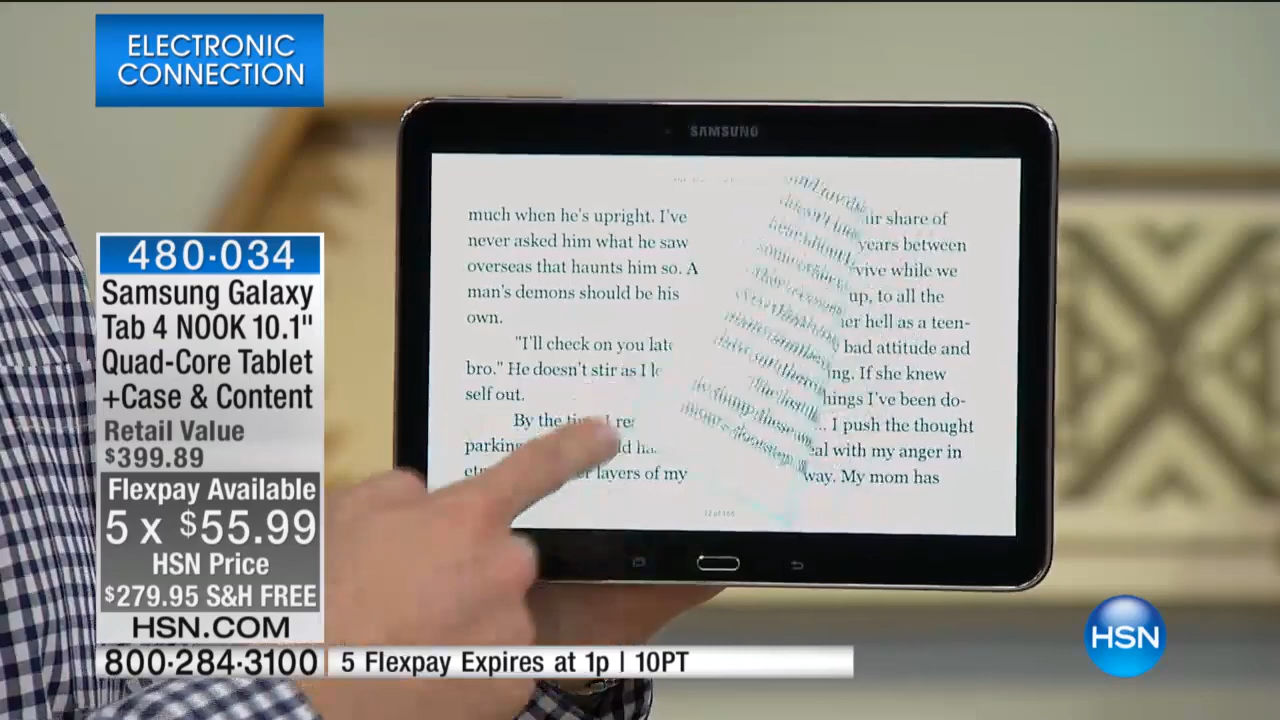 ELECTRONIC
CONNECTION
480-034
Samsung Galaxy
Tab 4 NOOK 10.1"
Quad-Core Tablet
+Case & Content
Retail Value
$399.89
Flexpay Available
5 x $55.99
HSN Price
$279.95 S&H FREE
HSN.COM
800-284-3100
5 Flexpay Expires at 1p | 10PT
SAMSUNG
much when he's upright. I've
never asked him what he saw
overseas that haunts him so. A
man's demons should be his
own.
"I'll check on you late
bro." He doesn't stir as I le
self out.
By the
parking
layers of my
share of
years between
vive while we
up, to all the
her hell as a teen-
bad attitude and
ng. If she knew
things I've been do-
. I push the thought
eal with my anger in
way. My mom has
HSN